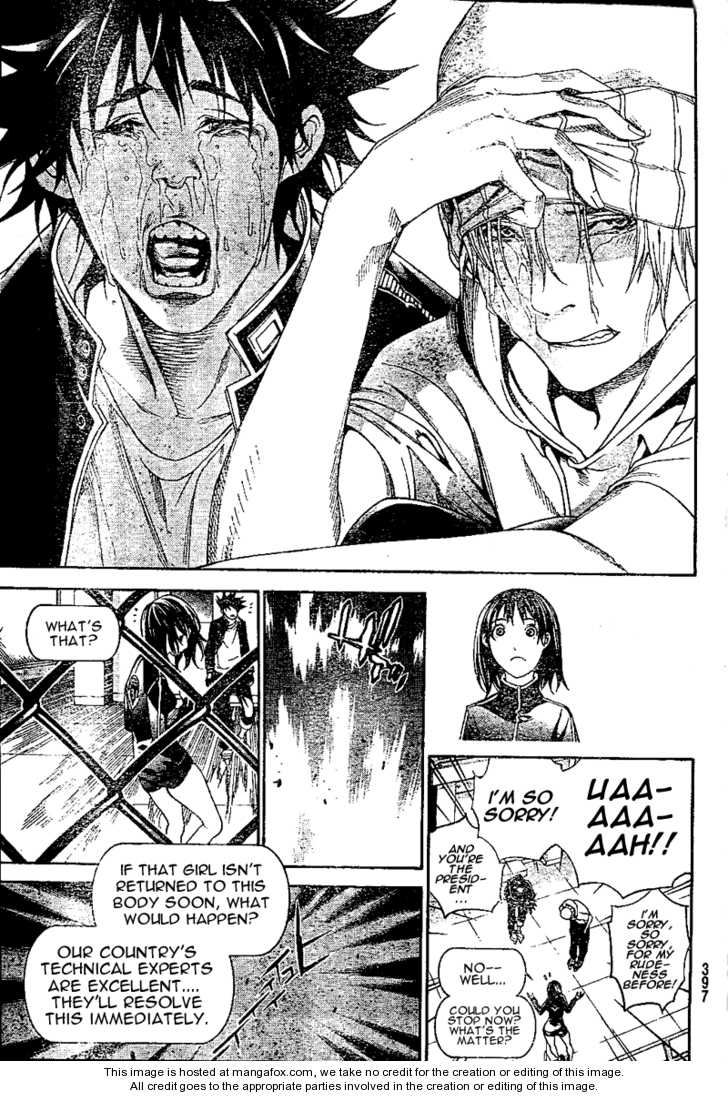 UAA-
AAA-
AAH!!
I'M SO
SORRY!
AND
YOU'RE
THE
PRESID-
ENT
...
I'M
SORRY,
SO
SORRY,
FOR MY
RUDE-
NESS
BEFORE!
NO--
WELL...
COULD YOU
STOP NOW?
WHAT'S THE
MATTER?
WHAT'S
THAT?
IF THAT GIRL ISN'T
RETURNED TO THIS
BODY SOON, WHAT
WOULD HAPPEN?
OUR COUNTRY'S
TECHNICAL EXPERTS
ARE EXCELLENT....
THEY'LL RESOLVE
THIS IMMEDIATELY.
397
This image is hosted at mangafox.com, we take no credit for the creation or editing of this image.
All credit goes to the appropriate parties involved in the creation or editing of this image.